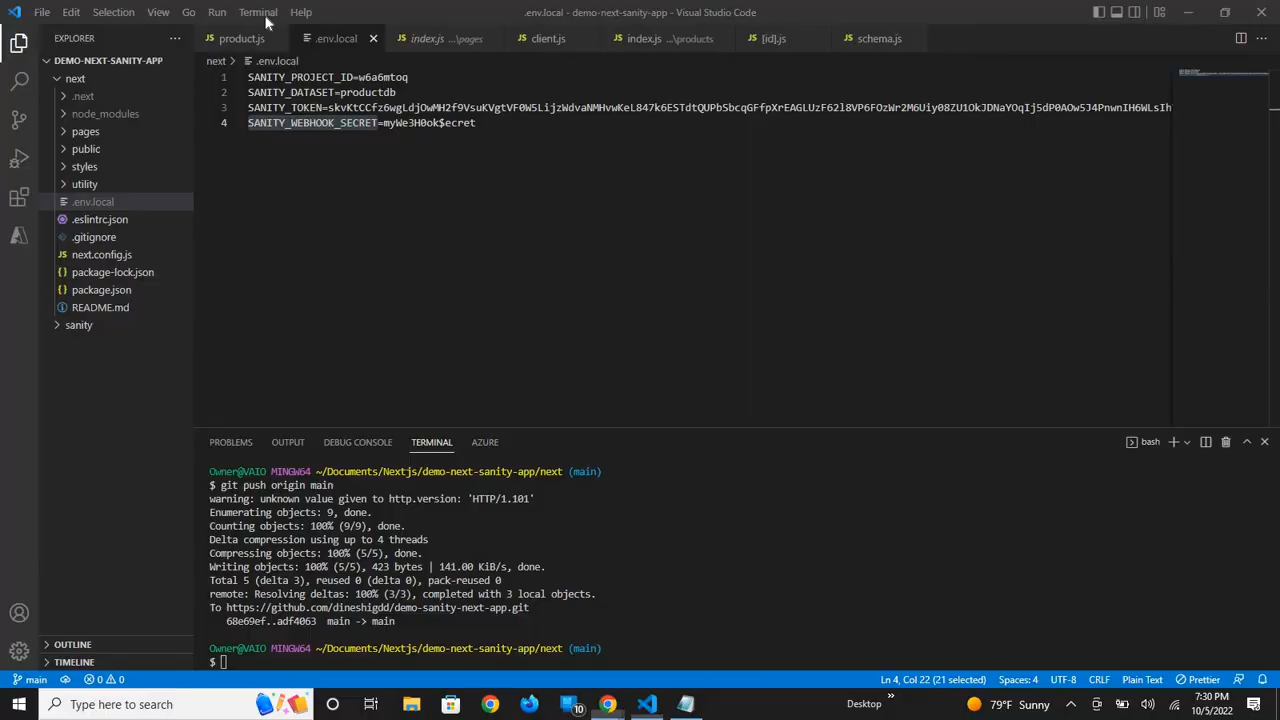 File Edit Selection View Go Run Terminal Help .env.local - demo-next-sanity-app - Visual Studio Code
EXPLORER
product.js .env.local index.js ...\pages client.js index.js ...\products [id].js schema.js
DEMO-NEXT-SANITY-APP
next > .env.local
next
.next
node_modules
pages
public
styles
utility
.env.local
.eslintrc.json
.gitignore
next.config.js
package-lock.json
package.json
README.md
sanity
OUTLINE
TIMELINE
1 SANITY_PROJECT_ID=w6a6mtoq
2 SANITY_DATASET=productdb
3 SANITY_TOKEN=skvKtCCfz6wgLdjOwMH2f9VsuKVgtVF0W5LijzWdvaNMHvwKeL847k6ESTdtQUPbSbcqGFfpXrEAGLUzF62l8VP6FOzWr2M6Uiy08ZU1OkJDNaYOqIj5dP0AOw5J4PnwnIH6WLsIh
4 SANITY_WEBHOOK_SECRET=myWe3H0ok$ecret
PROBLEMS OUTPUT DEBUG CONSOLE TERMINAL AZURE
bash
Owner@VAIO MINGW64 ~/Documents/Nextjs/demo-next-sanity-app/next (main)
$ git push origin main
warning: unknown value given to http.version: 'HTTP/1.101'
Enumerating objects: 9, done.
Counting objects: 100% (9/9), done.
Delta compression using up to 4 threads
Compressing objects: 100% (5/5), done.
Writing objects: 100% (5/5), 423 bytes | 141.00 KiB/s, done.
Total 5 (delta 3), reused 0 (delta 0), pack-reused 0
remote: Resolving deltas: 100% (3/3), completed with 3 local objects.
To https://github.com/dineshigdd/demo-sanity-next-app.git
68e69ef..adf4063 main -> main
Owner@VAIO MINGW64 ~/Documents/Nextjs/demo-next-sanity-app/next (main)
$
main 0 0 Ln 4, Col 22 (21 selected) Spaces: 4 UTF-8 CRLF Plain Text Prettier
Type here to search 10 Desktop 79°F Sunny 7:30 PM
10/5/2022